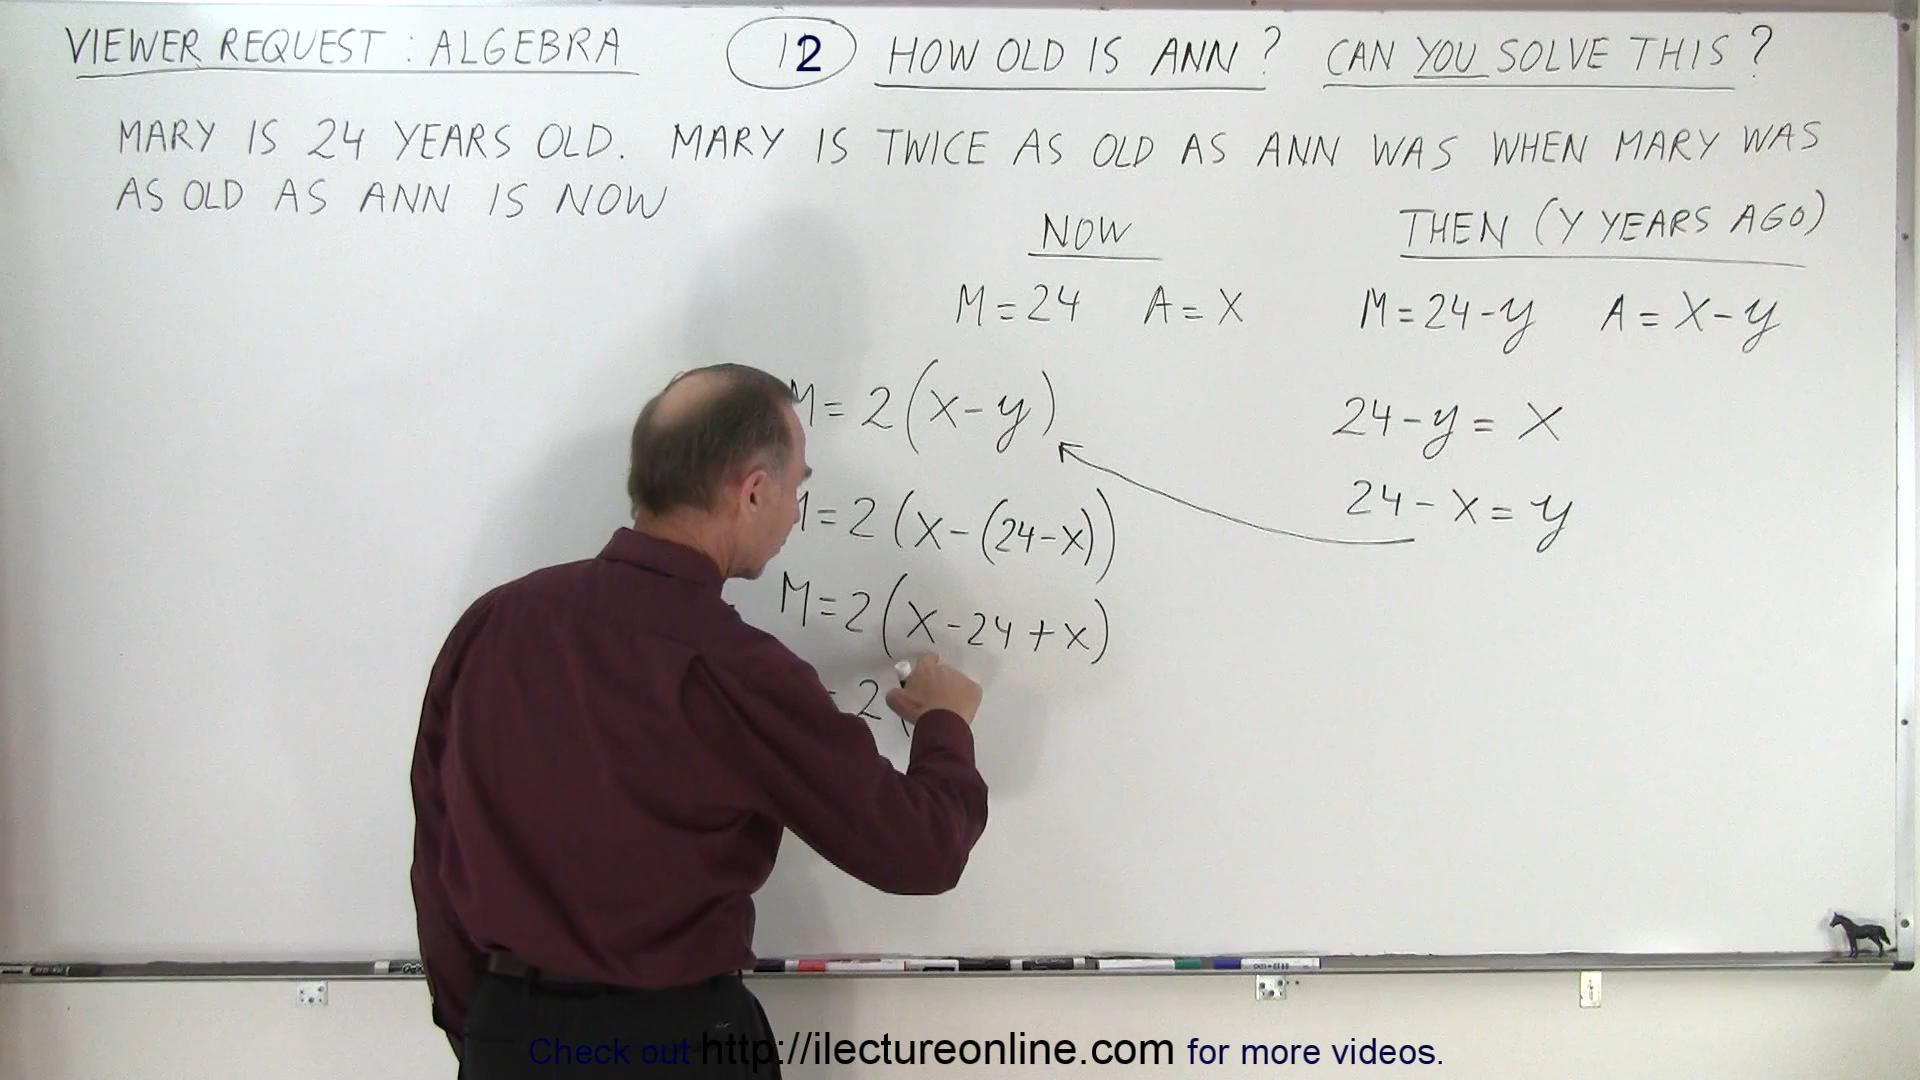 VIEWER REQUEST : ALGEBRA 12 HOW OLD IS ANN ? CAN YOU SOLVE THIS ?
MARY IS 24 YEARS OLD. MARY IS TWICE AS OLD AS ANN WAS WHEN MARY WAS
AS OLD AS ANN IS NOW
NOW THEN (Y YEARS AGO)
M = 24 A = X M = 24 - y A = X - y
M = 2 (x - y) 24 - y = X
24 - x = y
M = 2 (x - (24 - x))
M = 2 (x - 24 + x)
= 2 (
Check out http://ilectureonline.com for more videos.